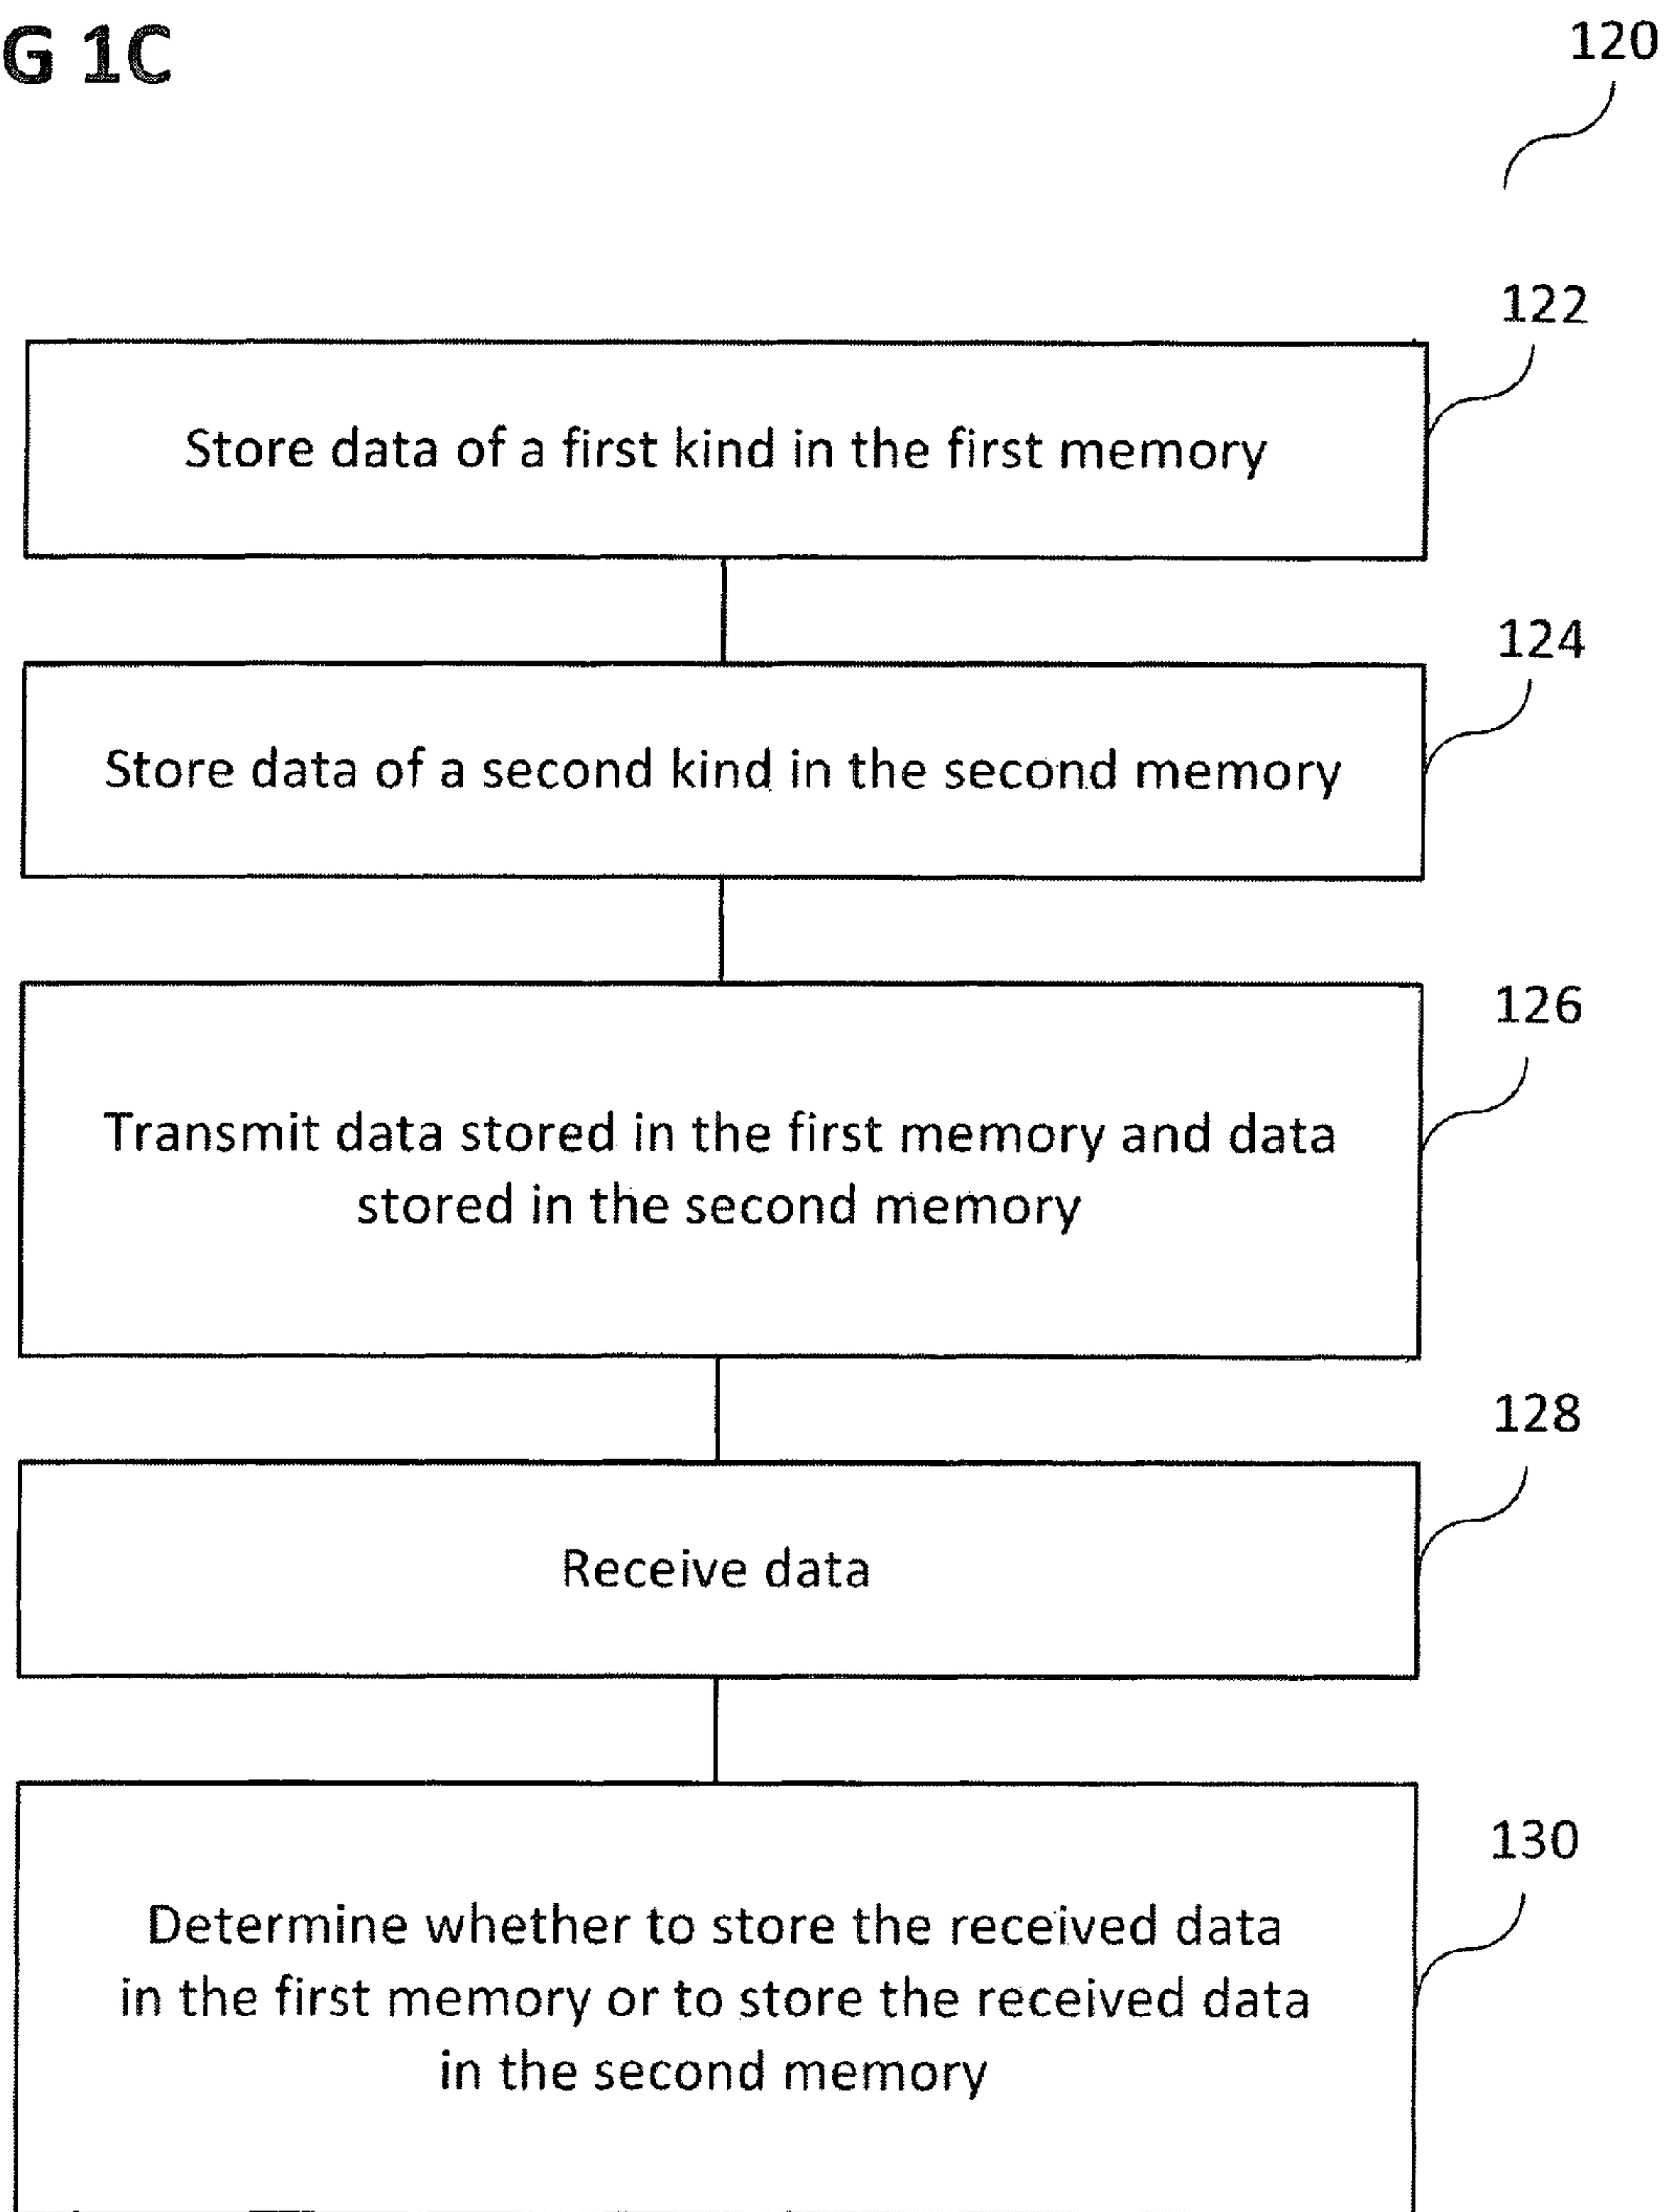 G 1C
120
122
Store data of a first kind in the first memory
124
Store data of a second kind in the second memory
126
Transmit data stored in the first memory and data
stored in the second memory
128
Receive data
130
Determine whether to store the received data
in the first memory or to store the received data
in the second memory